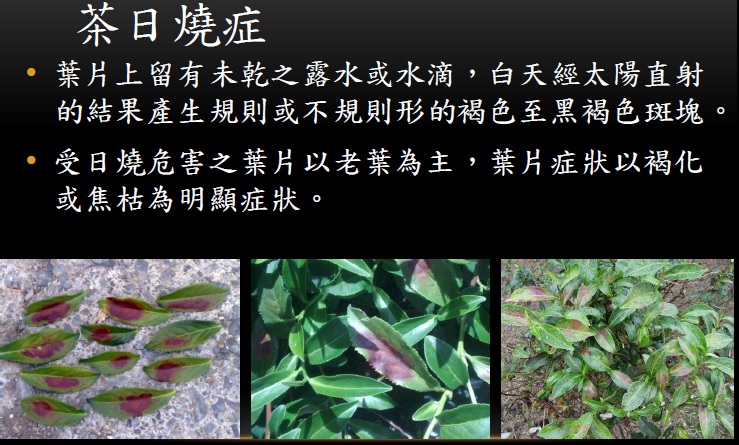 茶日燒症
• 葉片上留有未乾之露水或水滴，白天經太陽直射
的結果產生規則或不規則形的褐色至黑褐色斑塊。
• 受日燒危害之葉片以老葉為主，葉片症狀以褐化
或焦枯為明顯症狀。